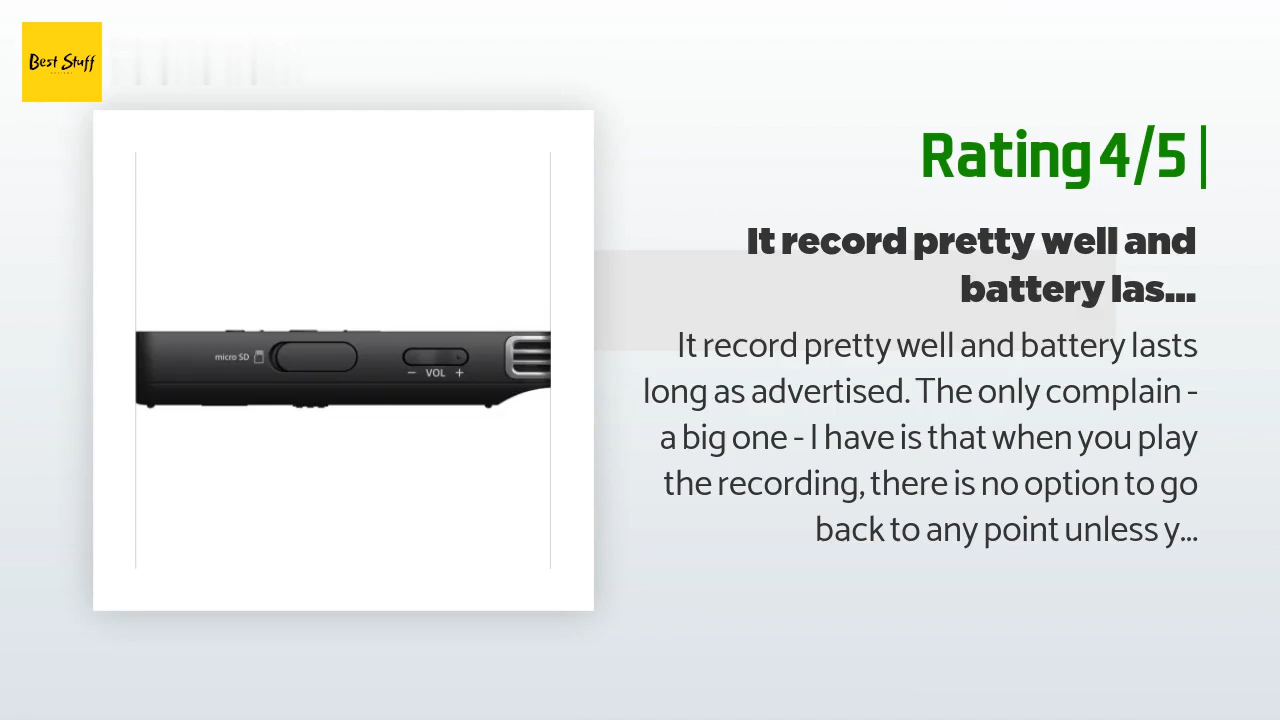 Best Stuff
Rating 4/5 |
It record pretty well and
battery las...
It record pretty well and battery lasts
long as advertised. The only complain -
a big one - I have is that when you play
the recording, there is no option to go
back to any point unless y...
micro SD
− VOL +